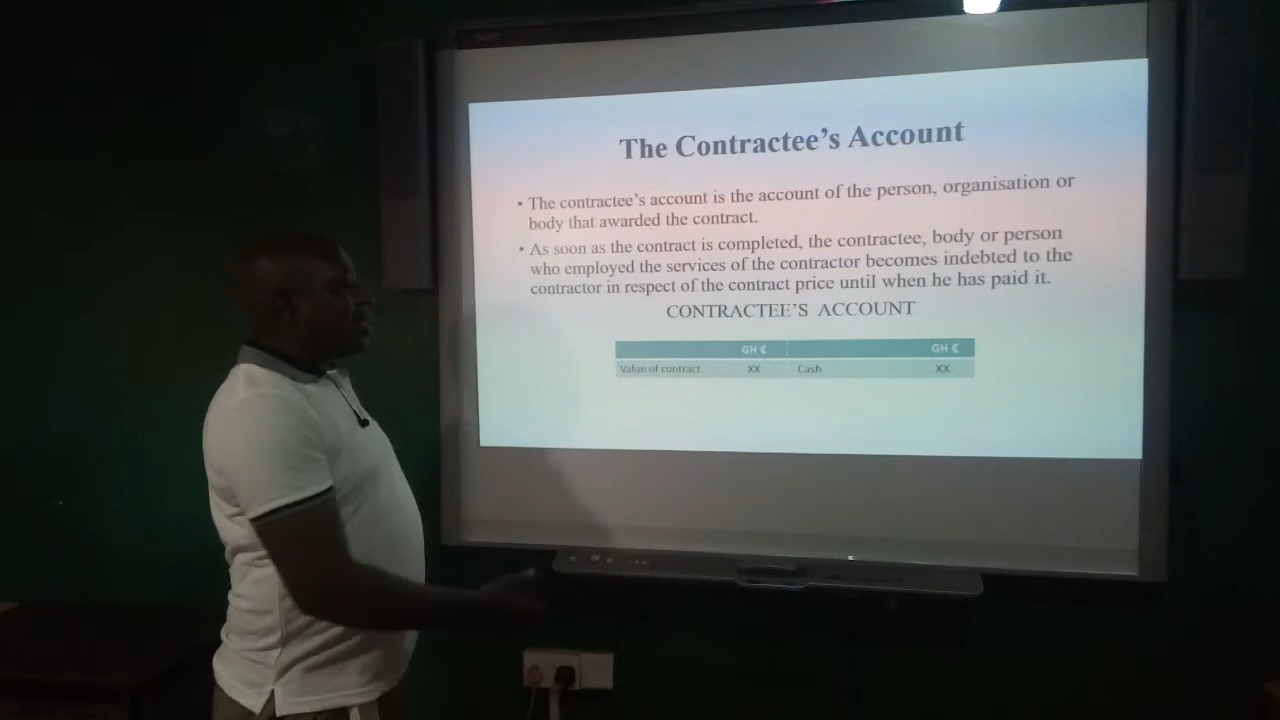 The Contractee's Account
• The contractee's account is the account of the person, organisation or
body that awarded the contract.
• As soon as the contract is completed, the contractee, body or person
who employed the services of the contractor becomes indebted to the
contractor in respect of the contract price until when he has paid it.
CONTRACTEE'S ACCOUNT
GH ₵ GH ₵
Value of contract XX Cash XX